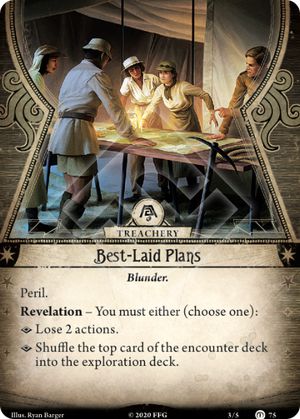 TREACHERY
Best-Laid Plans
Blunder.
Peril.
Revelation – You must either (choose one):
Lose 2 actions.
Shuffle the top card of the encounter deck
into the exploration deck.
Illus. Ryan Barger © 2020 FFG 3/5 75